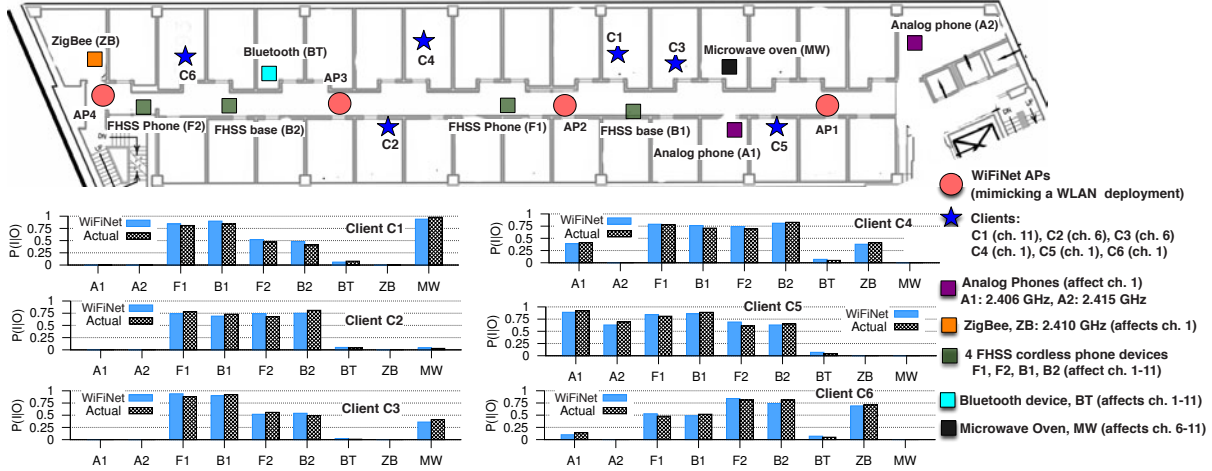 Analog phone (A2)
ZigBee (ZB)
Bluetooth (BT)
C1
C3
Microwave oven (MW)
C6
C4
AP3
AP4
FHSS Phone (F2)
FHSS base (B2)
C2
FHSS Phone (F1)
AP2
FHSS base (B1)
Analog phone (A1)
C5
AP1
DN
WiFiNet APs
(mimicking a WLAN deployment)
Clients:
C1 (ch. 11), C2 (ch. 6), C3 (ch. 6)
C4 (ch. 1), C5 (ch. 1), C6 (ch. 1)
Analog Phones (affect ch. 1)
A1: 2.406 GHz, A2: 2.415 GHz
ZigBee, ZB: 2.410 GHz (affects ch. 1)
4 FHSS cordless phone devices
F1, F2, B1, B2 (affect ch. 1-11)
Bluetooth device, BT (affects ch. 1-11)
Microwave Oven, MW (affects ch. 6-11)
P(I|O)
1
0.75
0.5
0.25
0
WiFiNet
Actual
Client C1
A1 A2 F1 B1 F2 B2 BT ZB MW
P(I|O)
1
0.75
0.5
0.25
0
WiFiNet
Actual
Client C2
A1 A2 F1 B1 F2 B2 BT ZB MW
P(I|O)
1
0.75
0.5
0.25
0
WiFiNet
Actual
Client C3
A1 A2 F1 B1 F2 B2 BT ZB MW
P(I|O)
1
0.75
0.5
0.25
0
WiFiNet
Actual
Client C4
A1 A2 F1 B1 F2 B2 BT ZB MW
P(I|O)
1
0.75
0.5
0.25
0
Client C5
WiFiNet
Actual
A1 A2 F1 B1 F2 B2 BT ZB MW
P(I|O)
1
0.75
0.5
0.25
0
WiFiNet
Actual
Client C6
A1 A2 F1 B1 F2 B2 BT ZB MW